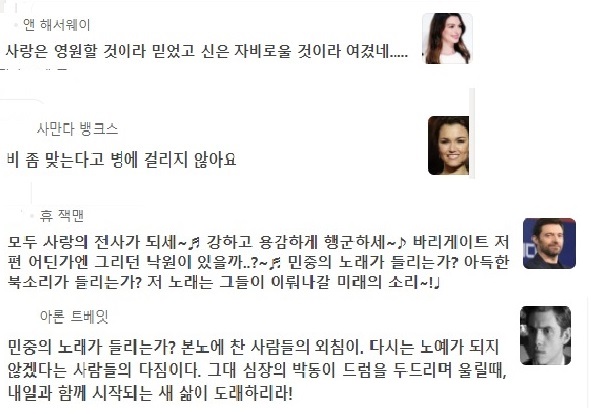 · 앤 해서웨이
사랑은 영원할 것이라 믿었고 신은 자비로울 것이라 여겼네.....
사만다 뱅크스
비 좀 맞는다고 병에 걸리지 않아요
· 휴 잭맨
모두 사랑의 전사가 되세~♬ 강하고 용감하게 행군하세~♪ 바리게이트 저
편 어딘가엔 그리던 낙원이 있을까..?~♬ 민중의 노래가 들리는가? 아득한
북소리가 들리는가? 저 노래는 그들이 이뤄나갈 미래의 소리~!♩
아론 트베잇
민중의 노래가 들리는가? 본노에 찬 사람들의 외침이. 다시는 노예가 되지
않겠다는 사람들의 다짐이다. 그대 심장의 박동이 드럼을 두드리며 울릴때,
내일과 함께 시작되는 새 삶이 도래하리라!